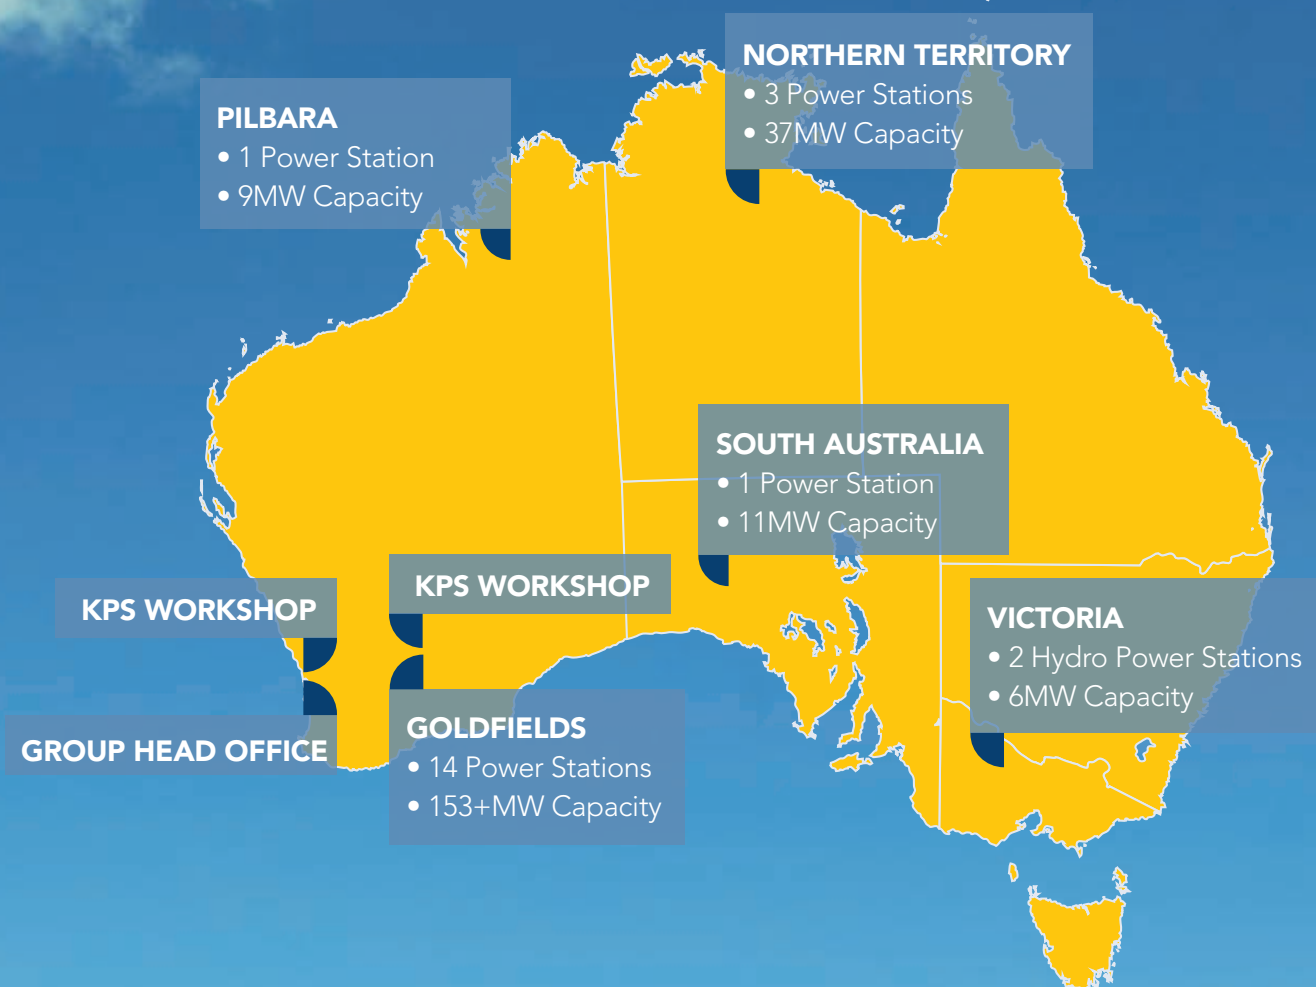 NORTHERN TERRITORY
• 3 Power Stations
• 37MW Capacity
PILBARA
• 1 Power Station
• 9MW Capacity
SOUTH AUSTRALIA
• 1 Power Station
• 11MW Capacity
KPS WORKSHOP
KPS WORKSHOP
VICTORIA
• 2 Hydro Power Stations
• 6MW Capacity
GROUP HEAD OFFICE
GOLDFIELDS
• 14 Power Stations
• 153+MW Capacity